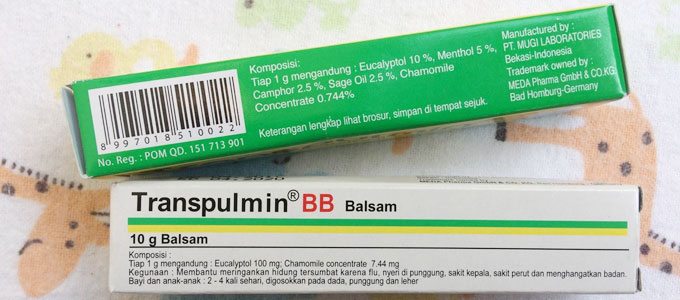 Komposisi:
Tiap 1 g mengandung : Eucalyptol 10 %, Menthol 5 %,
Camphor 2.5 %, Sage Oil 2.5 %, Chamomile
Concentrate 0.744%
Keterangan lengkap lihat brosur, simpan di tempat sejuk.
Manufactured by :
PT. MUGI LABORATORIES
Bekasi-Indonesia
Trademark owned by :
MEDA Pharma GmbH & CO.KG
Bad Homburg-Germany
8 997018 510022
No. Reg. : POM QD. 151 713 901
Transpulmin® BB Balsam
10 g Balsam
Komposisi :
Tiap 1 g mengandung : Eucalyptol 100 mg; Chamomile concentrate 7.44 mg
Kegunaan : Membantu meringankan hidung tersumbat karena flu, nyeri di punggung, sakit kepala, sakit perut dan menghangatkan badan.
Bayi dan anak-anak : 2 - 4 kali sehari, digosokkan pada dada, punggung dan leher